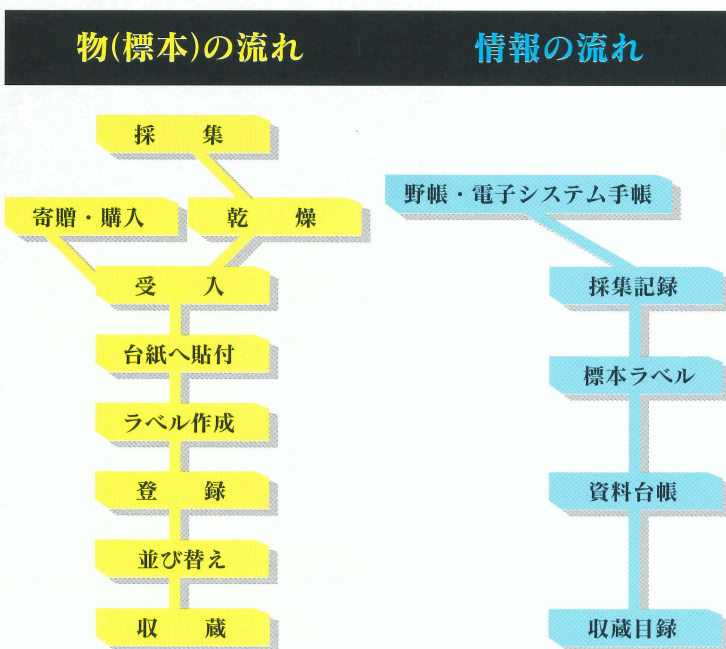 物(標本)の流れ
採 集
寄贈・購入
乾 燥
受 入
台紙へ貼付
ラベル作成
登 録
並び替え
収 蔵
情報の流れ
野帳・電子システム手帳
採集記録
標本ラベル
資料台帳
収蔵目録